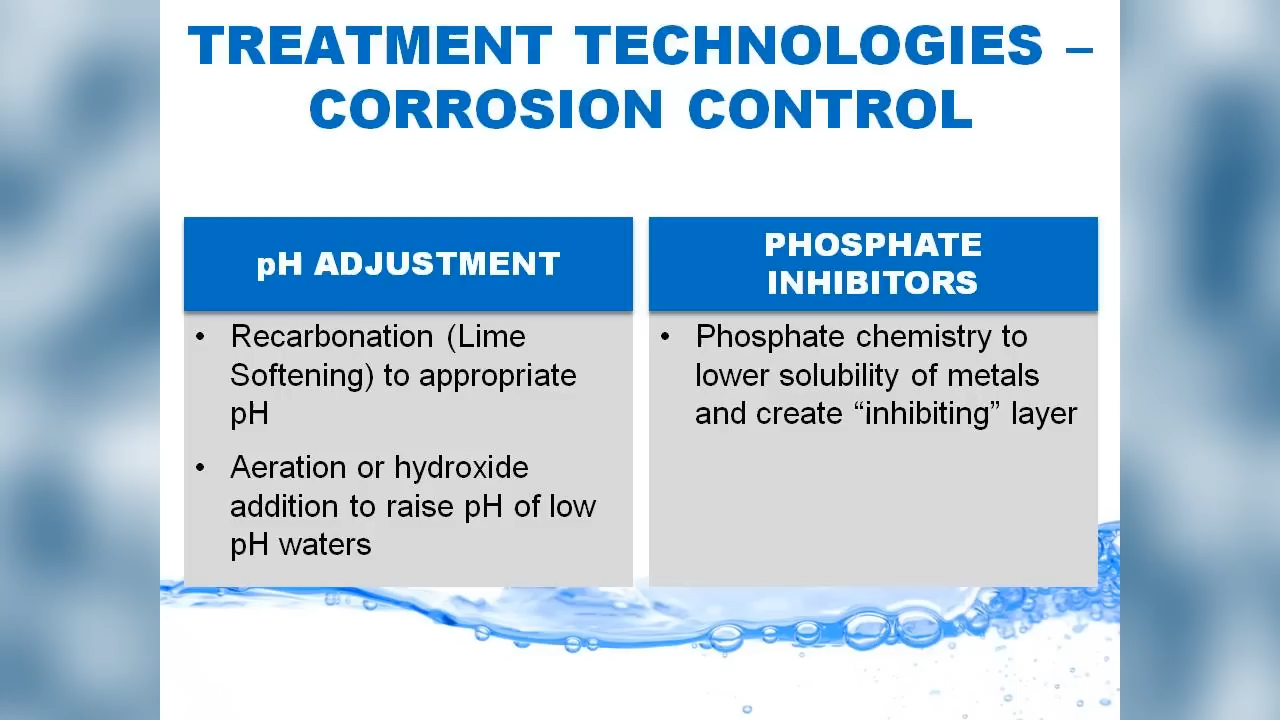 TREATMENT TECHNOLOGIES –
CORROSION CONTROL
pH ADJUSTMENT
• Recarbonation (Lime
Softening) to appropriate
pH
• Aeration or hydroxide
addition to raise pH of low
pH waters
PHOSPHATE
INHIBITORS
• Phosphate chemistry to
lower solubility of metals
and create “inhibiting” layer